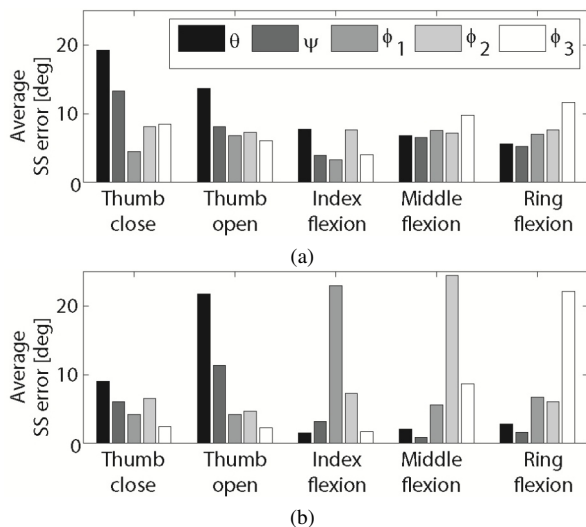 20
10
0
Average
SS error [deg]
θ ψ ϕ1 ϕ2 ϕ3
Thumb close
Thumb open
Index flexion
Middle flexion
Ring flexion
(a)
20
10
0
Average
SS error [deg]
Thumb close
Thumb open
Index flexion
Middle flexion
Ring flexion
(b)